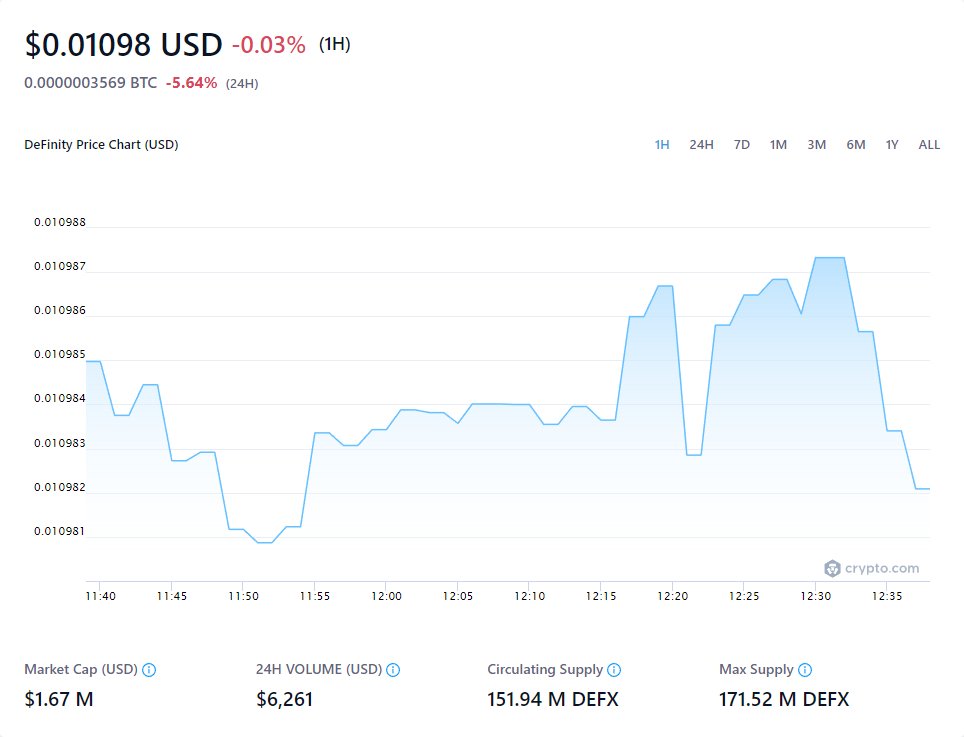 $0.01098 USD -0.03% (1H)
0.0000003569 BTC -5.64% (24H)
DeFinity Price Chart (USD) 1H 24H 7D 1M 3M 6M 1Y ALL
0.010988
0.010987
0.010986
0.010985
0.010984
0.010983
0.010982
0.010981
crypto.com
11:40 11:45 11:50 11:55 12:00 12:05 12:10 12:15 12:20 12:25 12:30 12:35
Market Cap (USD) 24H VOLUME (USD) Circulating Supply Max Supply
$1.67 M $6,261 151.94 M DEFX 171.52 M DEFX